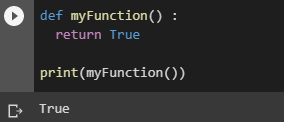 def myFunction() :
  return True
print(myFunction())
True